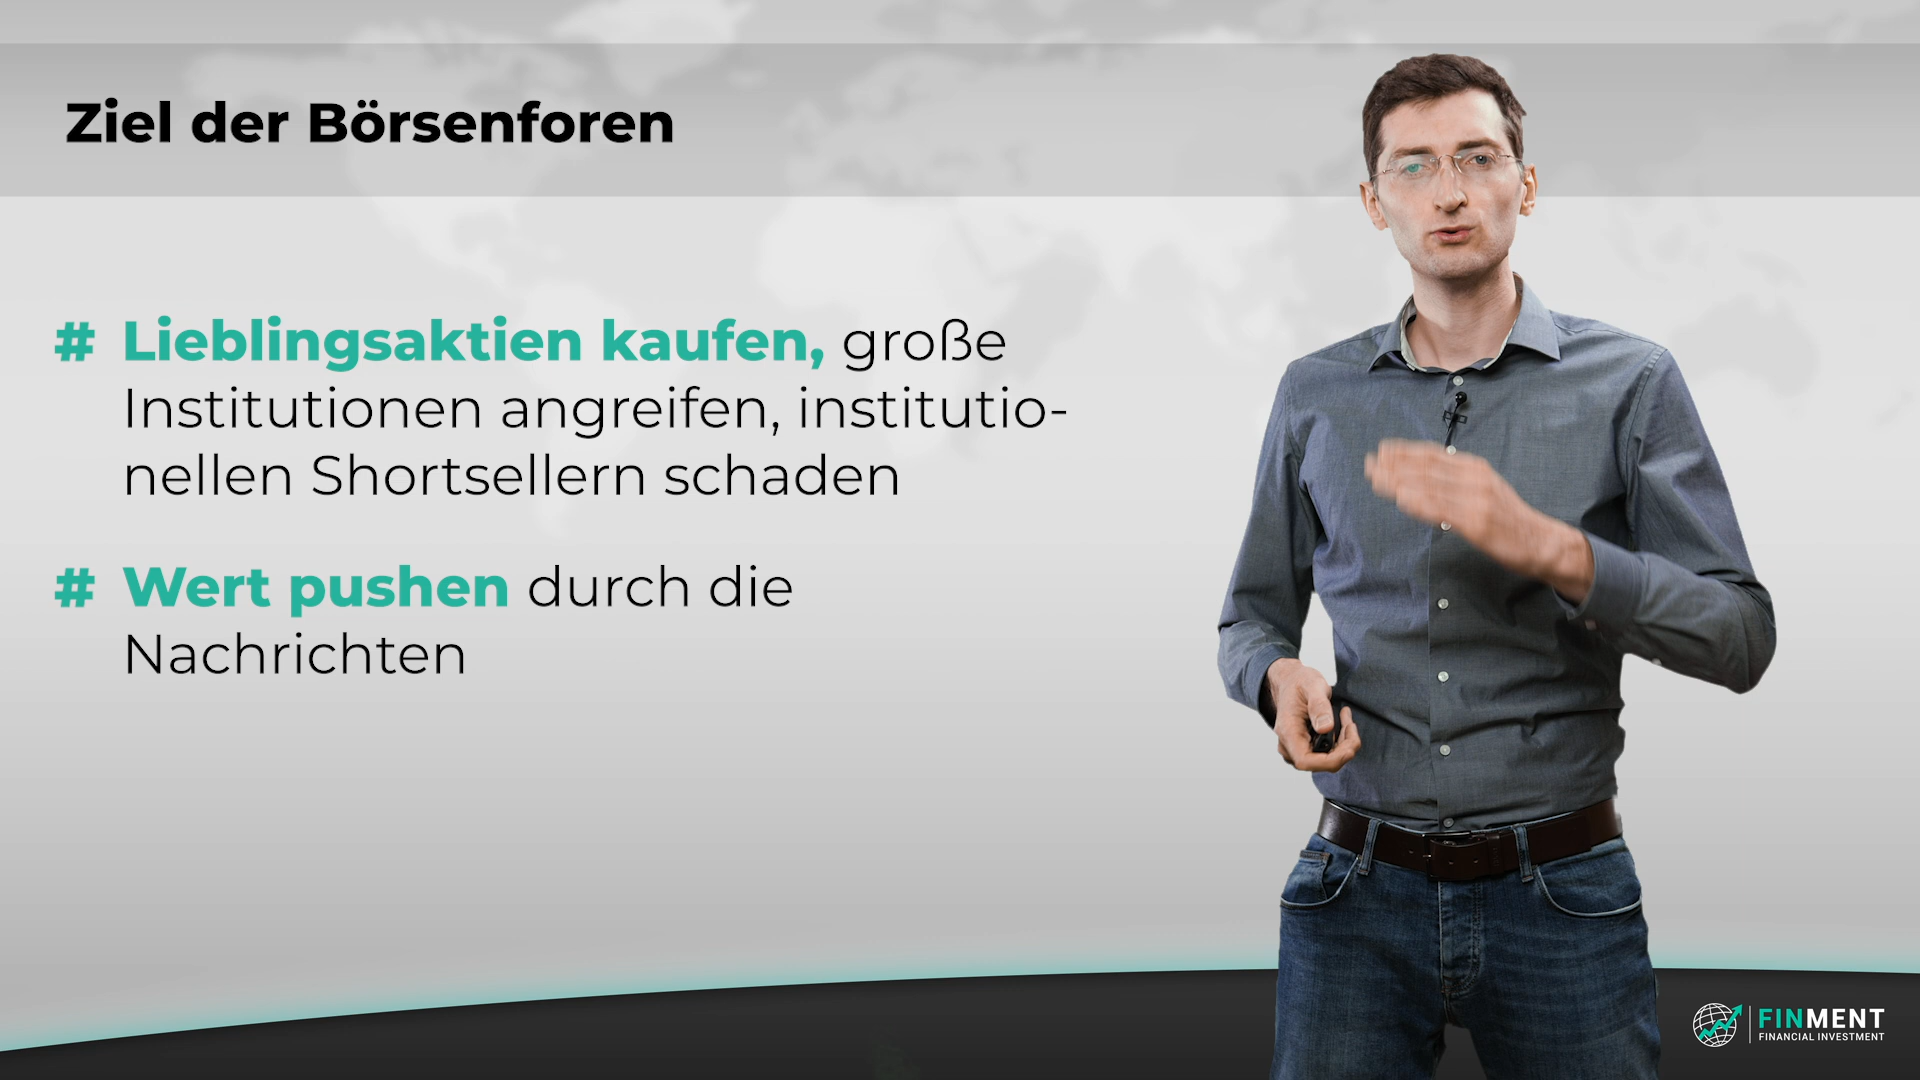 Ziel der Börsenforen
# Lieblingsaktien kaufen, große
Institutionen angreifen, institutio-
nellen Shortsellern schaden
# Wert pushen durch die
Nachrichten
FINMENT
FINANCIAL INVESTMENT